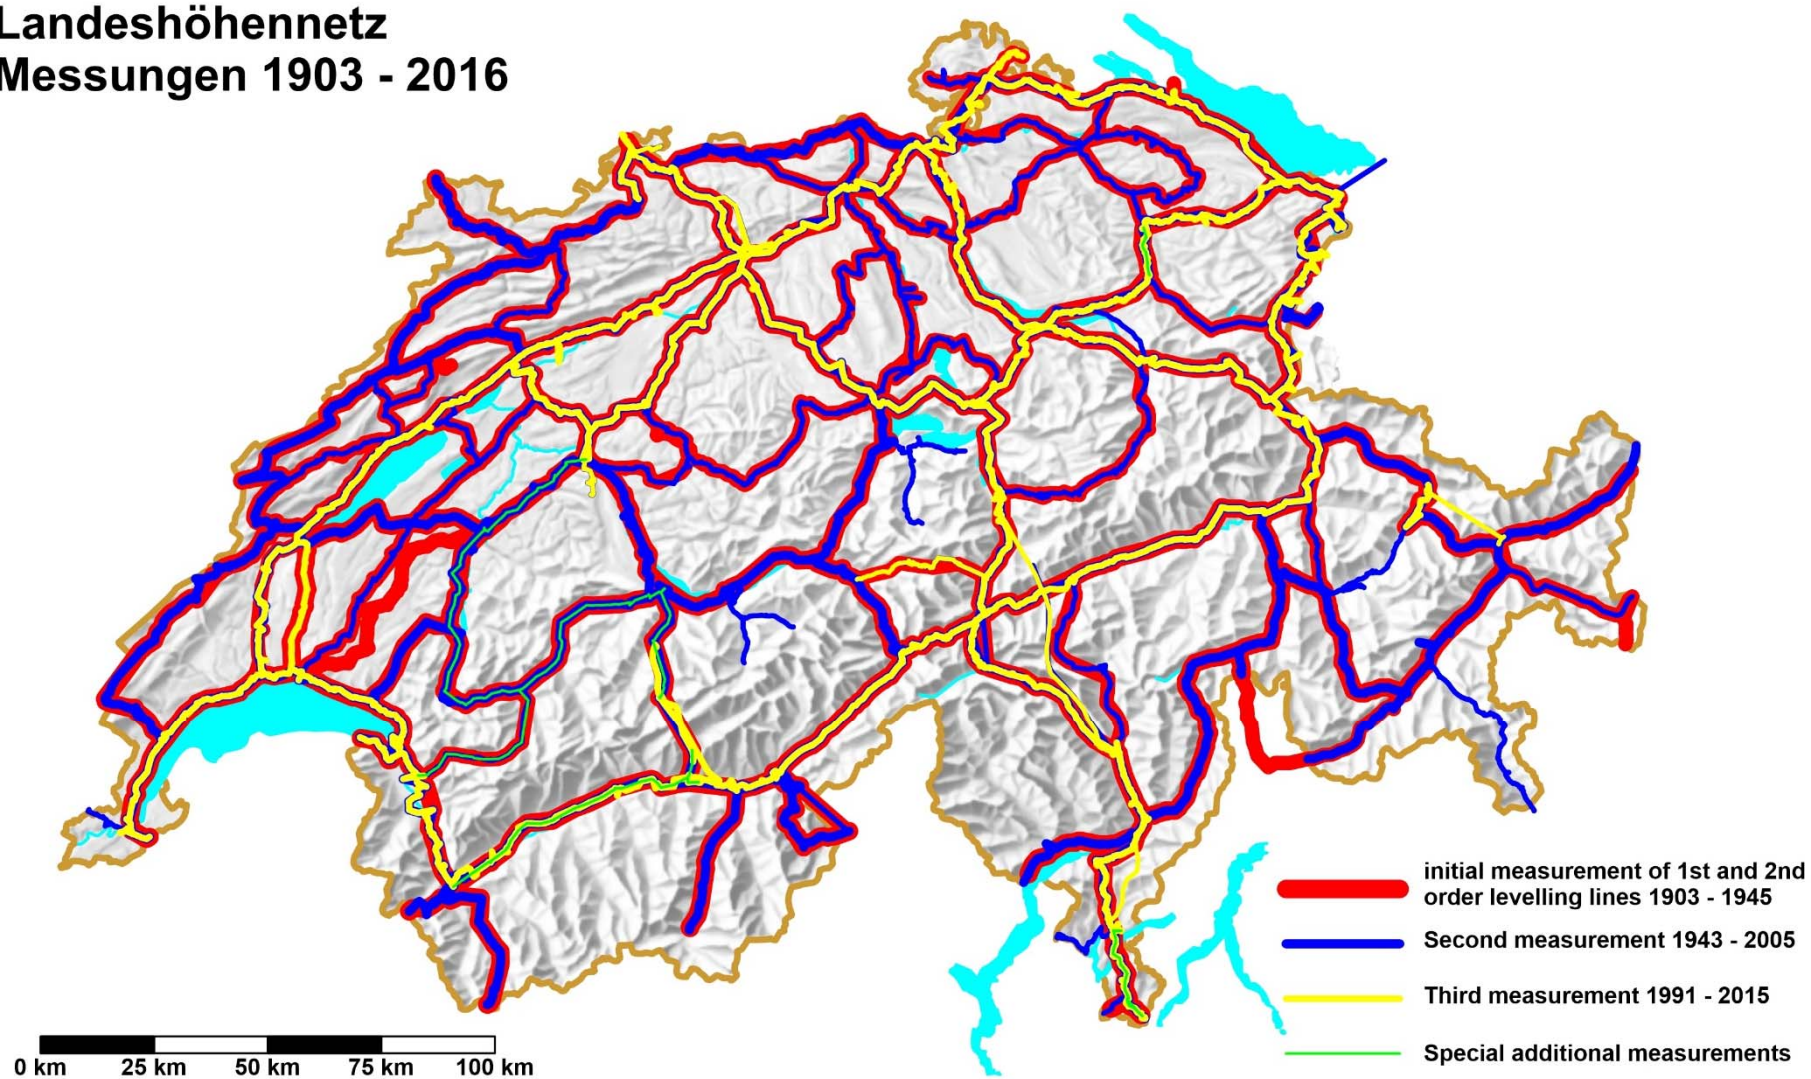 Landeshöhennetz
Messungen 1903 - 2016
initial measurement of 1st and 2nd
order levelling lines 1903 - 1945
Second measurement 1943 - 2005
Third measurement 1991 - 2015
Special additional measurements
0 km 25 km 50 km 75 km 100 km